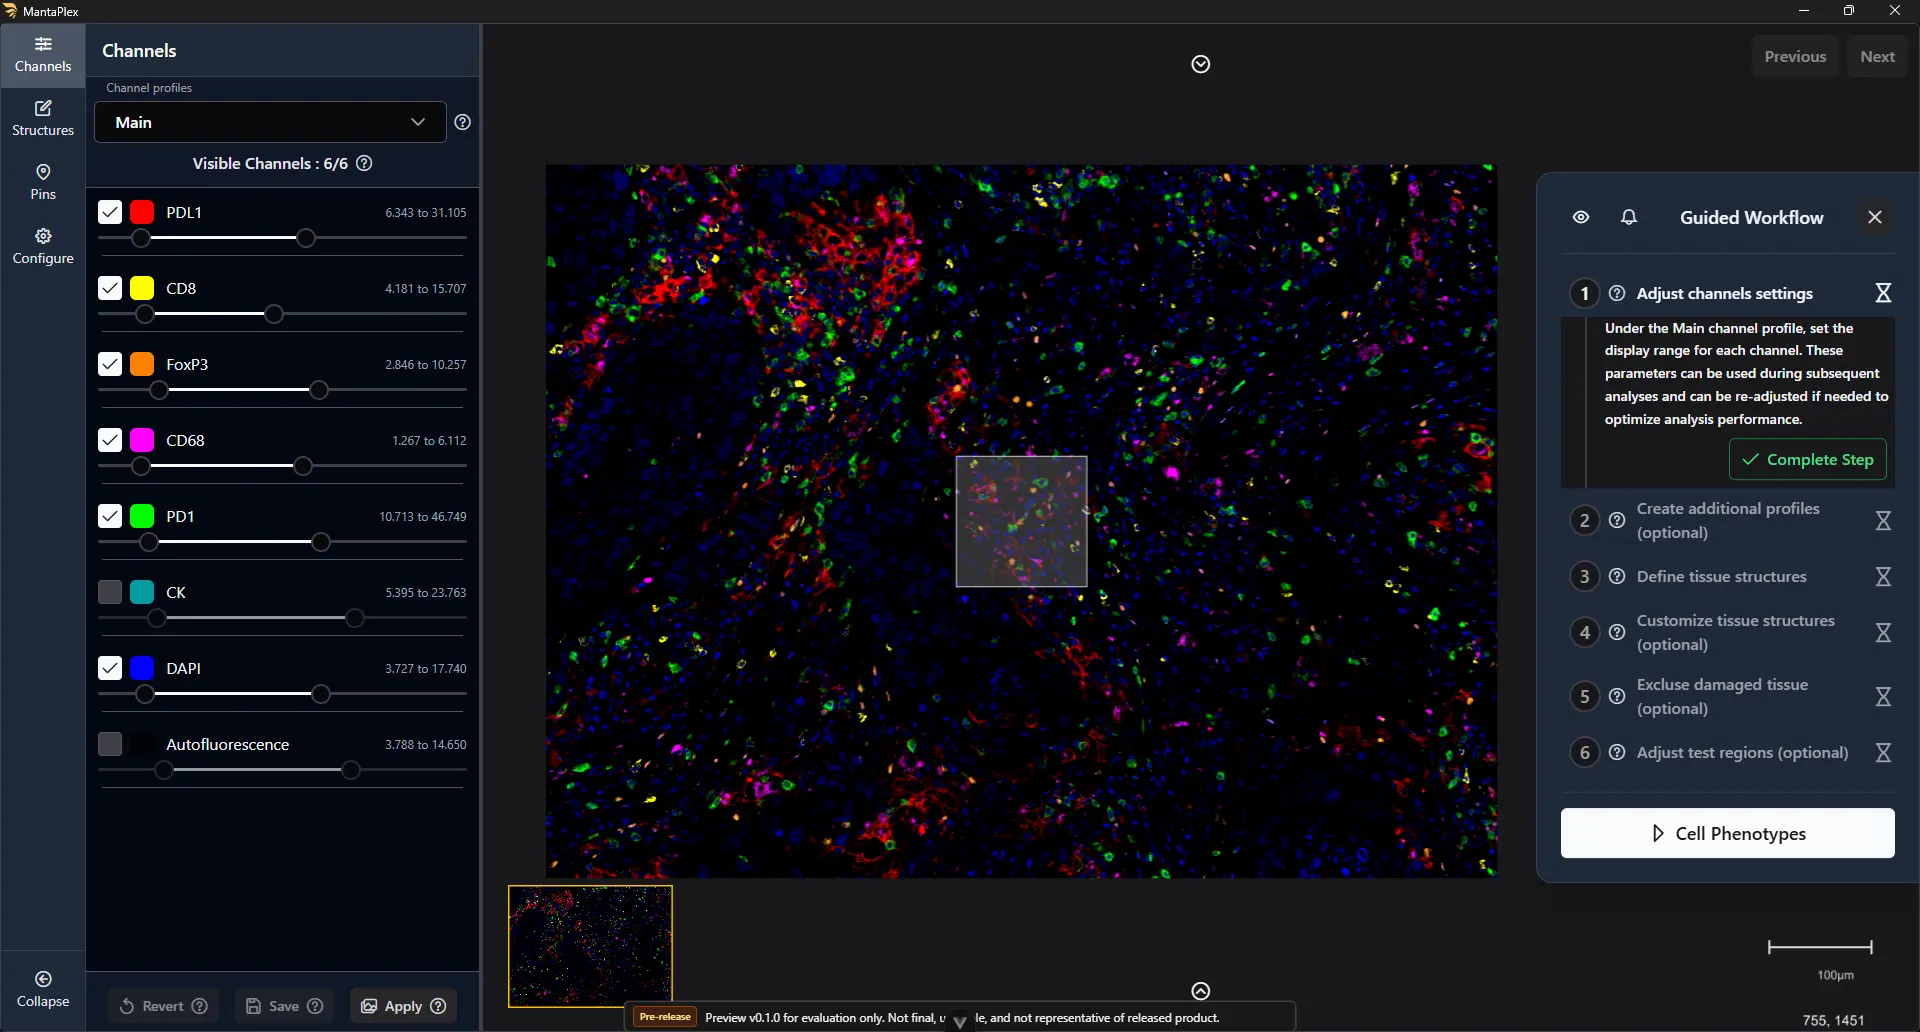 MantaPlex
Channels
Structures
Pins
Configure
Collapse
Channels
Channel profiles
Main
Visible Channels : 6/6
PDL1 6.343 to 31.105
CD8 4.181 to 15.707
FoxP3 2.846 to 10.257
CD68 1.267 to 6.112
PD1 10.713 to 46.749
CK 5.395 to 23.763
DAPI 3.727 to 17.740
Autofluorescence 3.788 to 14.650
Revert Save Apply
Previous Next
Guided Workflow
1 Adjust channels settings
Under the Main channel profile, set the
display range for each channel. These
parameters can be used during subsequent
analyses and can be re-adjusted if needed to
optimize analysis performance.
Complete Step
2 Create additional profiles
(optional)
3 Define tissue structures
4 Customize tissue structures
(optional)
5 Excluse damaged tissue
(optional)
6 Adjust test regions (optional)
Cell Phenotypes
100μm
755, 1451
Pre-release Preview v0.1.0 for evaluation only. Not final, and not representative of released product.